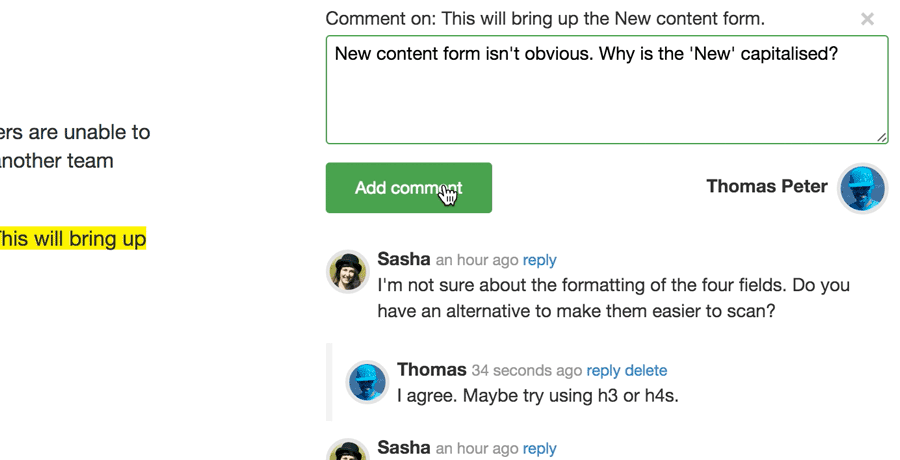 Comment on: This will bring up the New content form.
×
New content form isn't obvious. Why is the 'New' capitalised?
ers are unable to
another team
Add comment
Thomas Peter
This will bring up
Sasha an hour ago reply
I'm not sure about the formatting of the four fields. Do you
have an alternative to make them easier to scan?
Thomas 34 seconds ago reply delete
I agree. Maybe try using h3 or h4s.
Sasha an hour ago reply